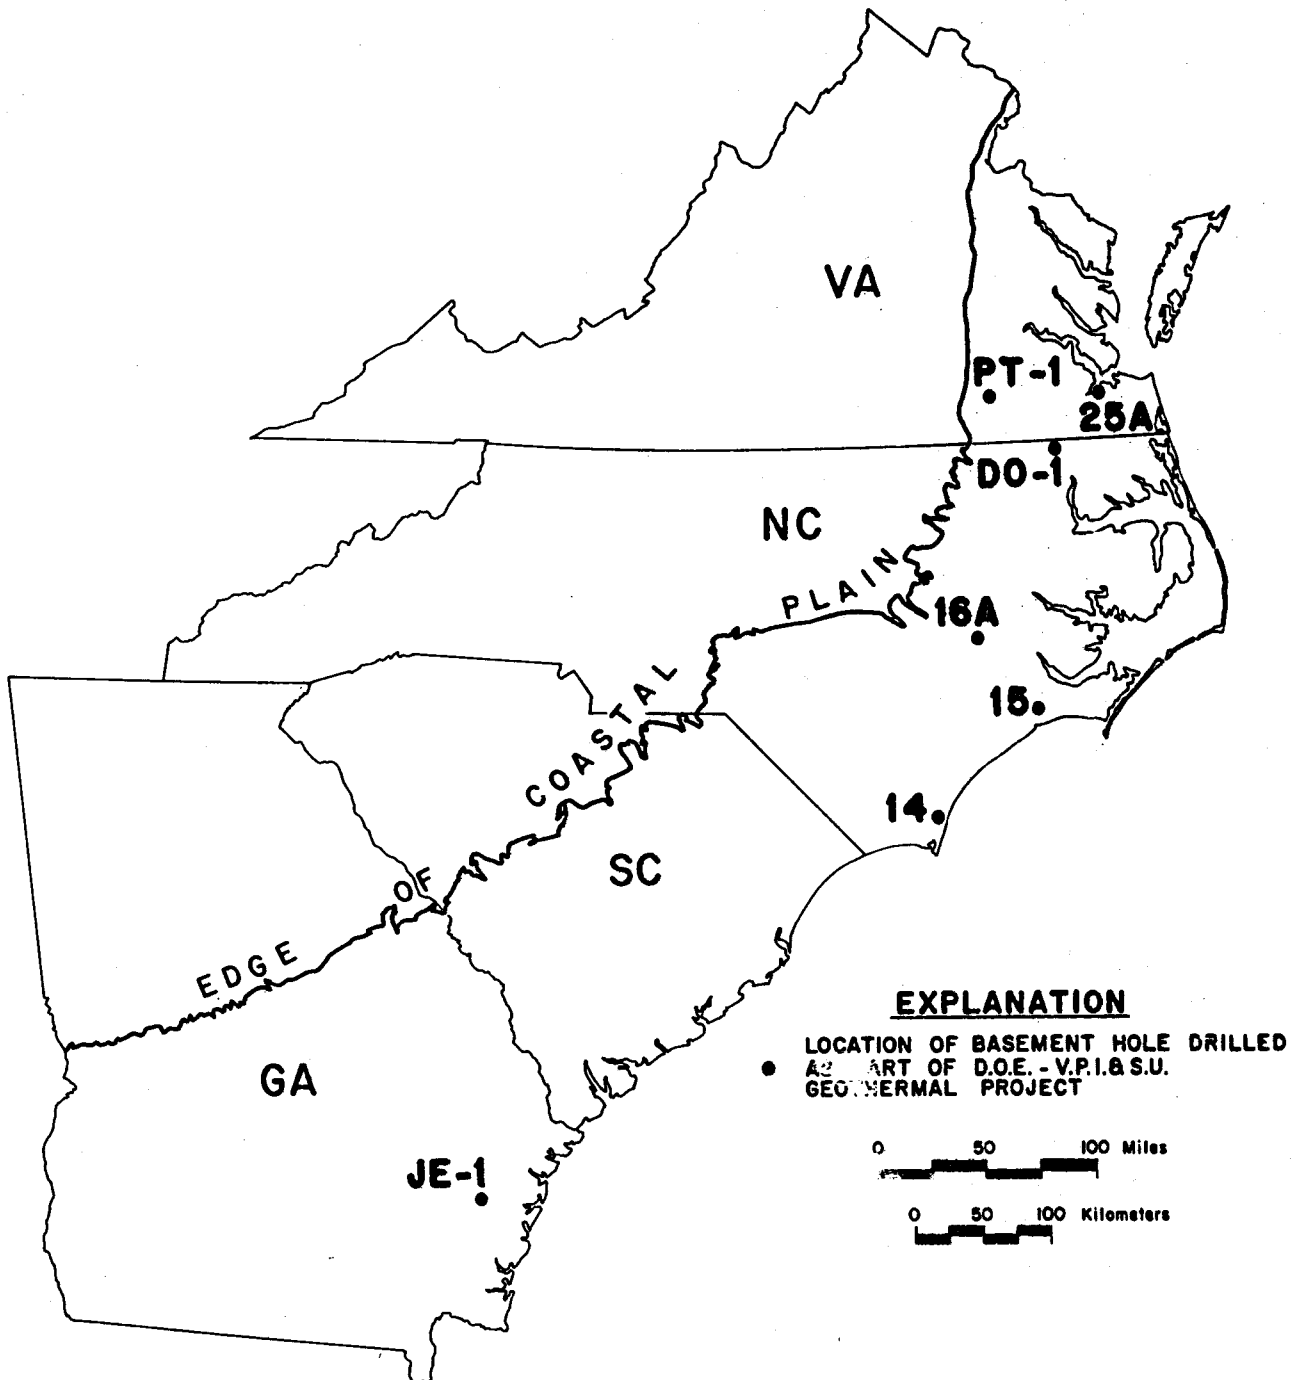 VA
PT-1
25A
DO-1
NC
16A
15
14
EDGE OF COASTAL PLAIN
SC
GA
JE-1
EXPLANATION
LOCATION OF BASEMENT HOLE DRILLED
OF D.O.E. - V.P.I. & S.U.
PROJECT
0 50 100 Miles
0 50 100 Kilometers